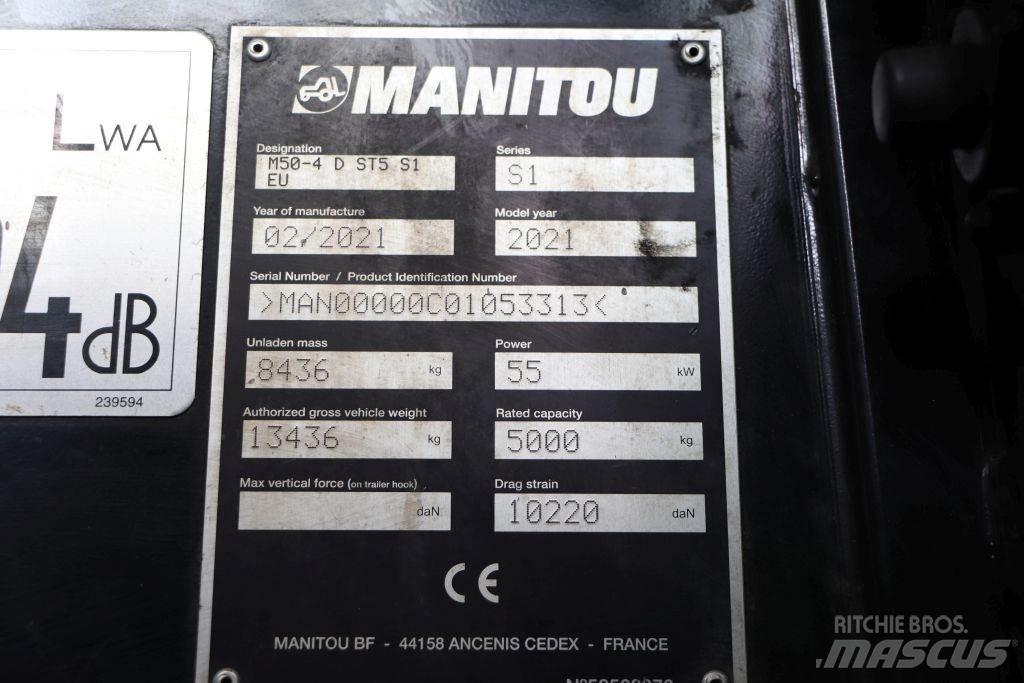 LWA
4dB
239594
MANITOU
Designation
M50-4 D ST5 S1
EU
Series
S1
Year of manufacture
02/2021
Model year
2021
Serial Number / Product Identification Number
>MAN00000C01053313<
Unladen mass
8436 kg
Power
55 kW
Authorized gross vehicle weight
13436 kg
Rated capacity
5000 kg
Max vertical force (on trailer hook)
daN
Drag strain
10220 daN
CE
MANITOU BF - 44158 ANCENIS CEDEX - FRANCE
RITCHIE BROS.
MASCUS